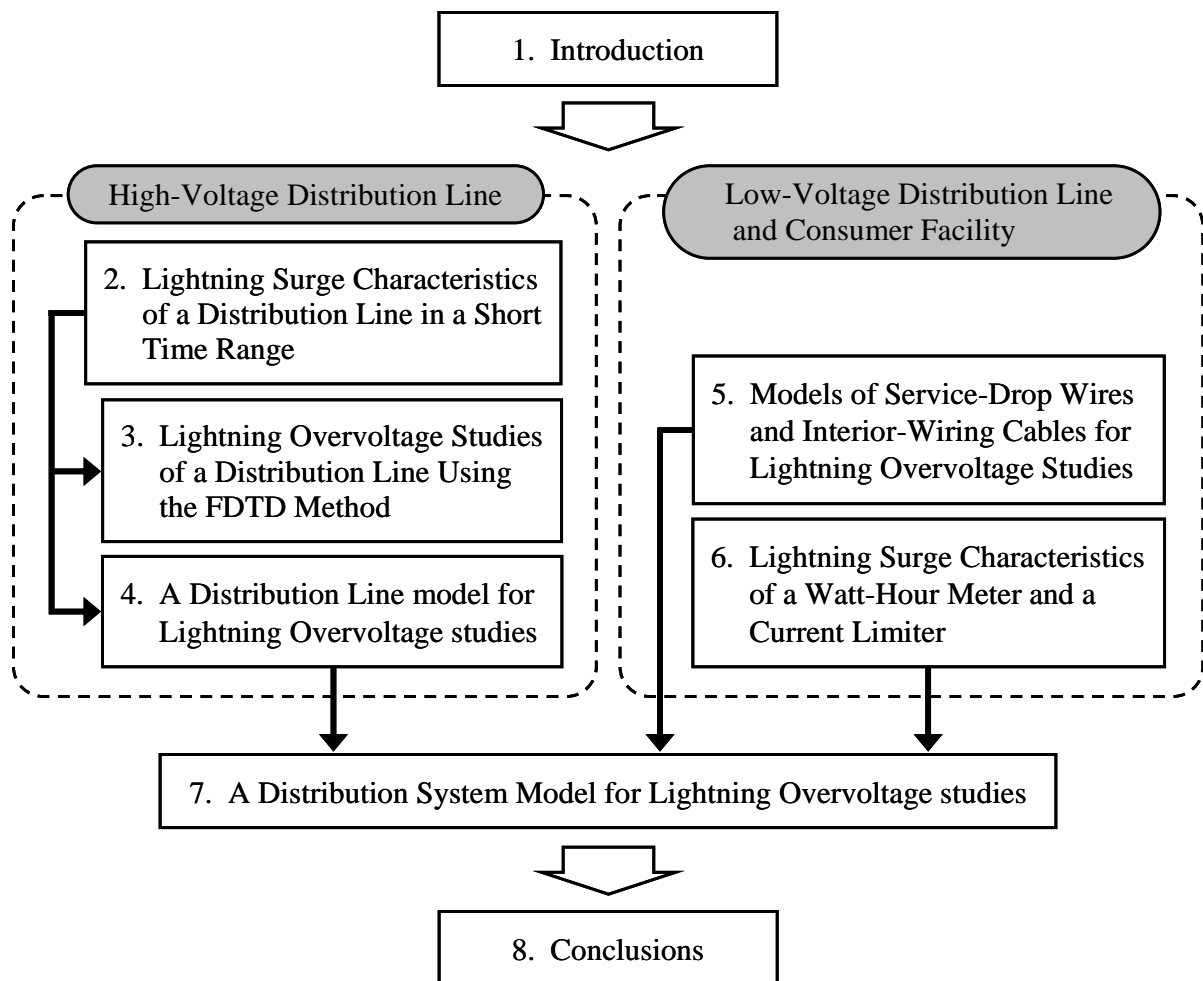 1. Introduction
High-Voltage Distribution Line
2. Lightning Surge Characteristics
of a Distribution Line in a Short
Time Range
3. Lightning Overvoltage Studies
of a Distribution Line Using
the FDTD Method
4. A Distribution Line model for
Lightning Overvoltage studies
Low-Voltage Distribution Line
and Consumer Facility
5. Models of Service-Drop Wires
and Interior-Wiring Cables for
Lightning Overvoltage Studies
6. Lightning Surge Characteristics
of a Watt-Hour Meter and a
Current Limiter
7. A Distribution System Model for Lightning Overvoltage studies
8. Conclusions